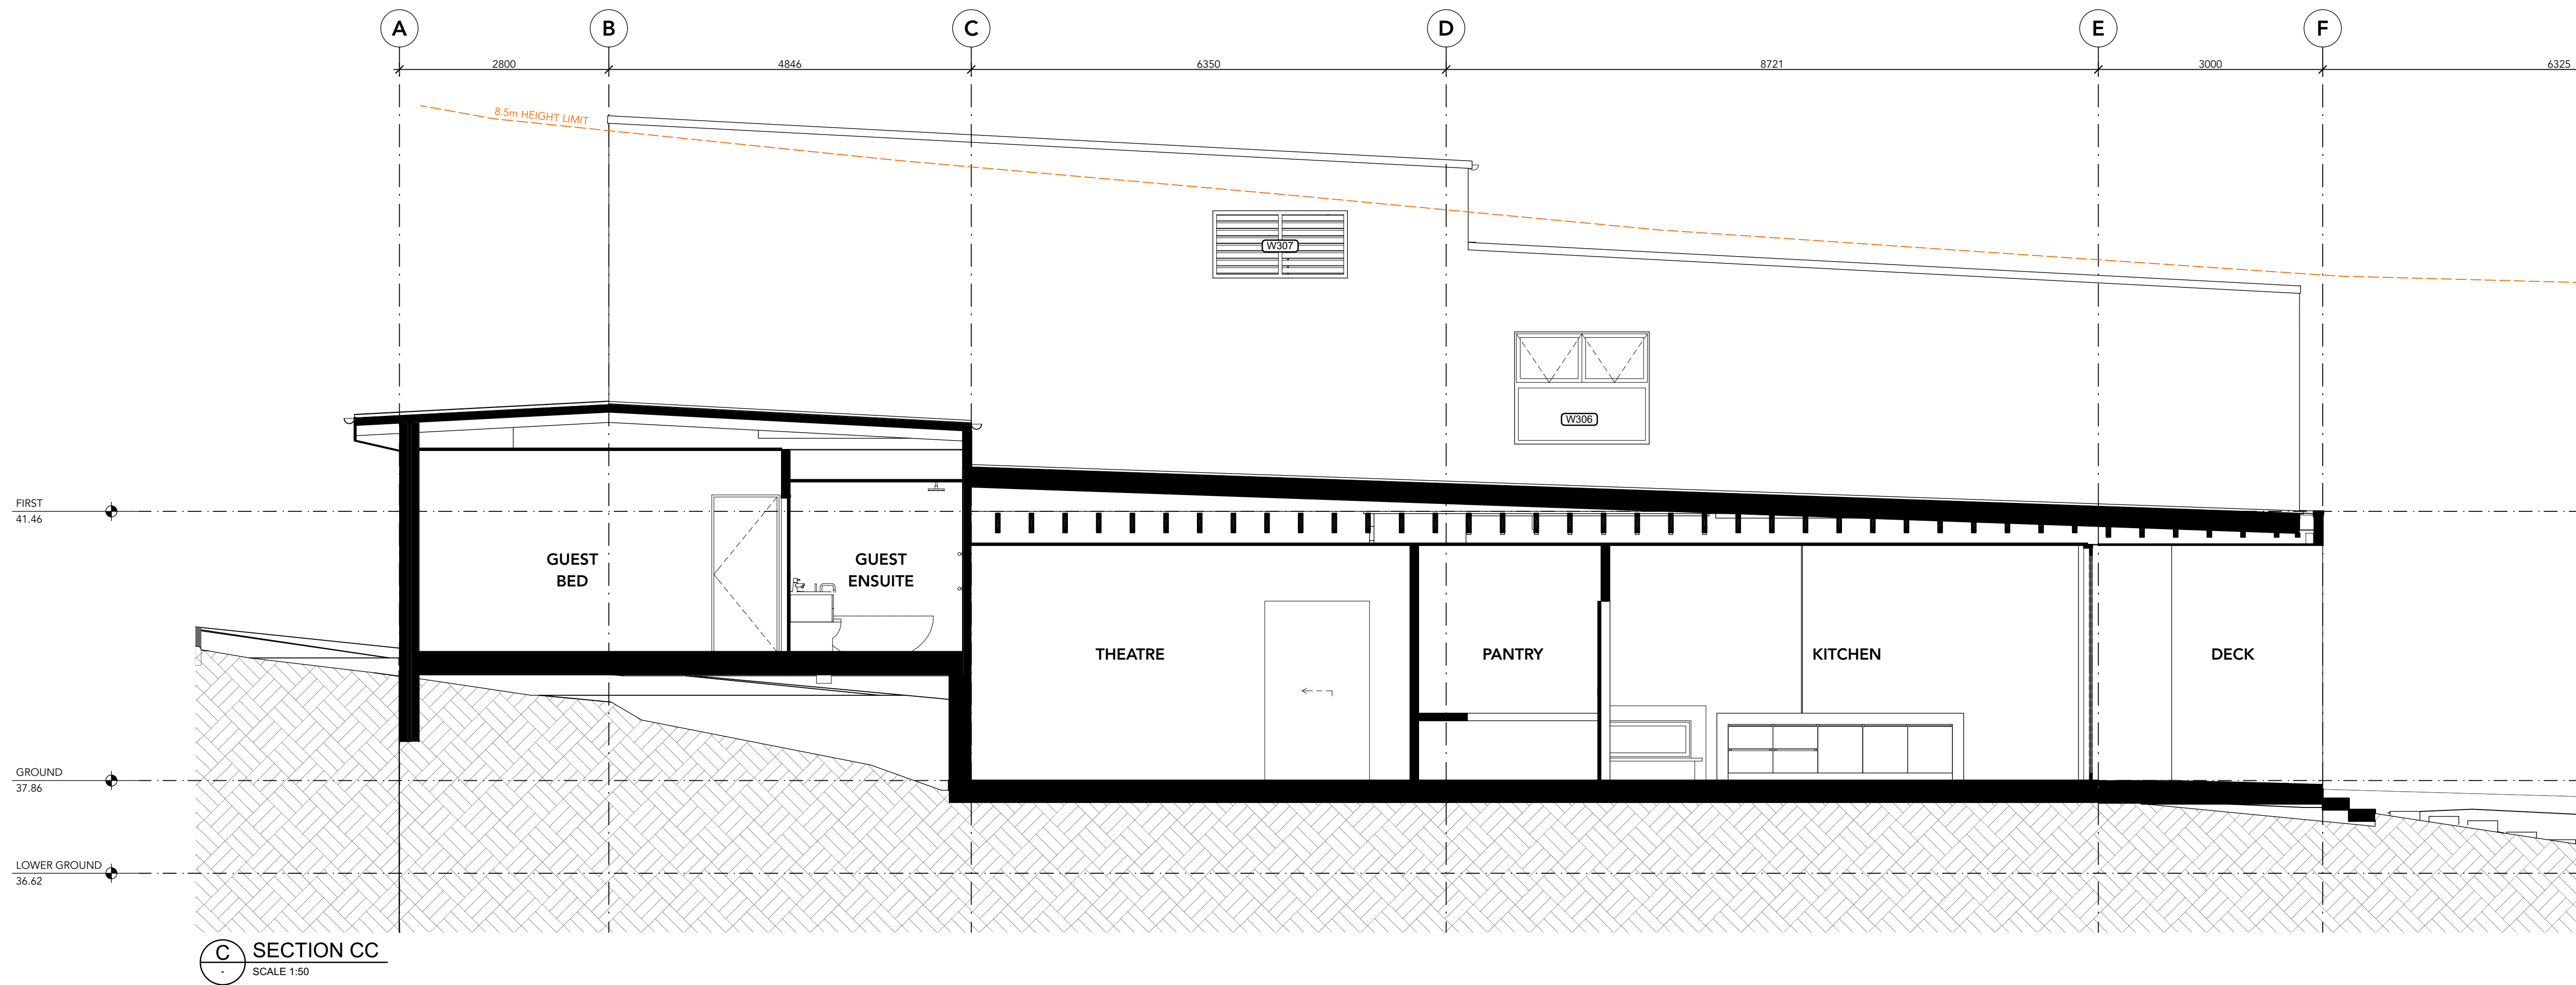 A B C D E F
2800 4846 6350 8721 3000 6325
8.5m HEIGHT LIMIT
W307
W306
FIRST
41.46
GUEST
BED
GUEST
ENSUITE
THEATRE
PANTRY
KITCHEN
DECK
GROUND
37.86
LOWER GROUND
36.62
C
-
SECTION CC
SCALE 1:50